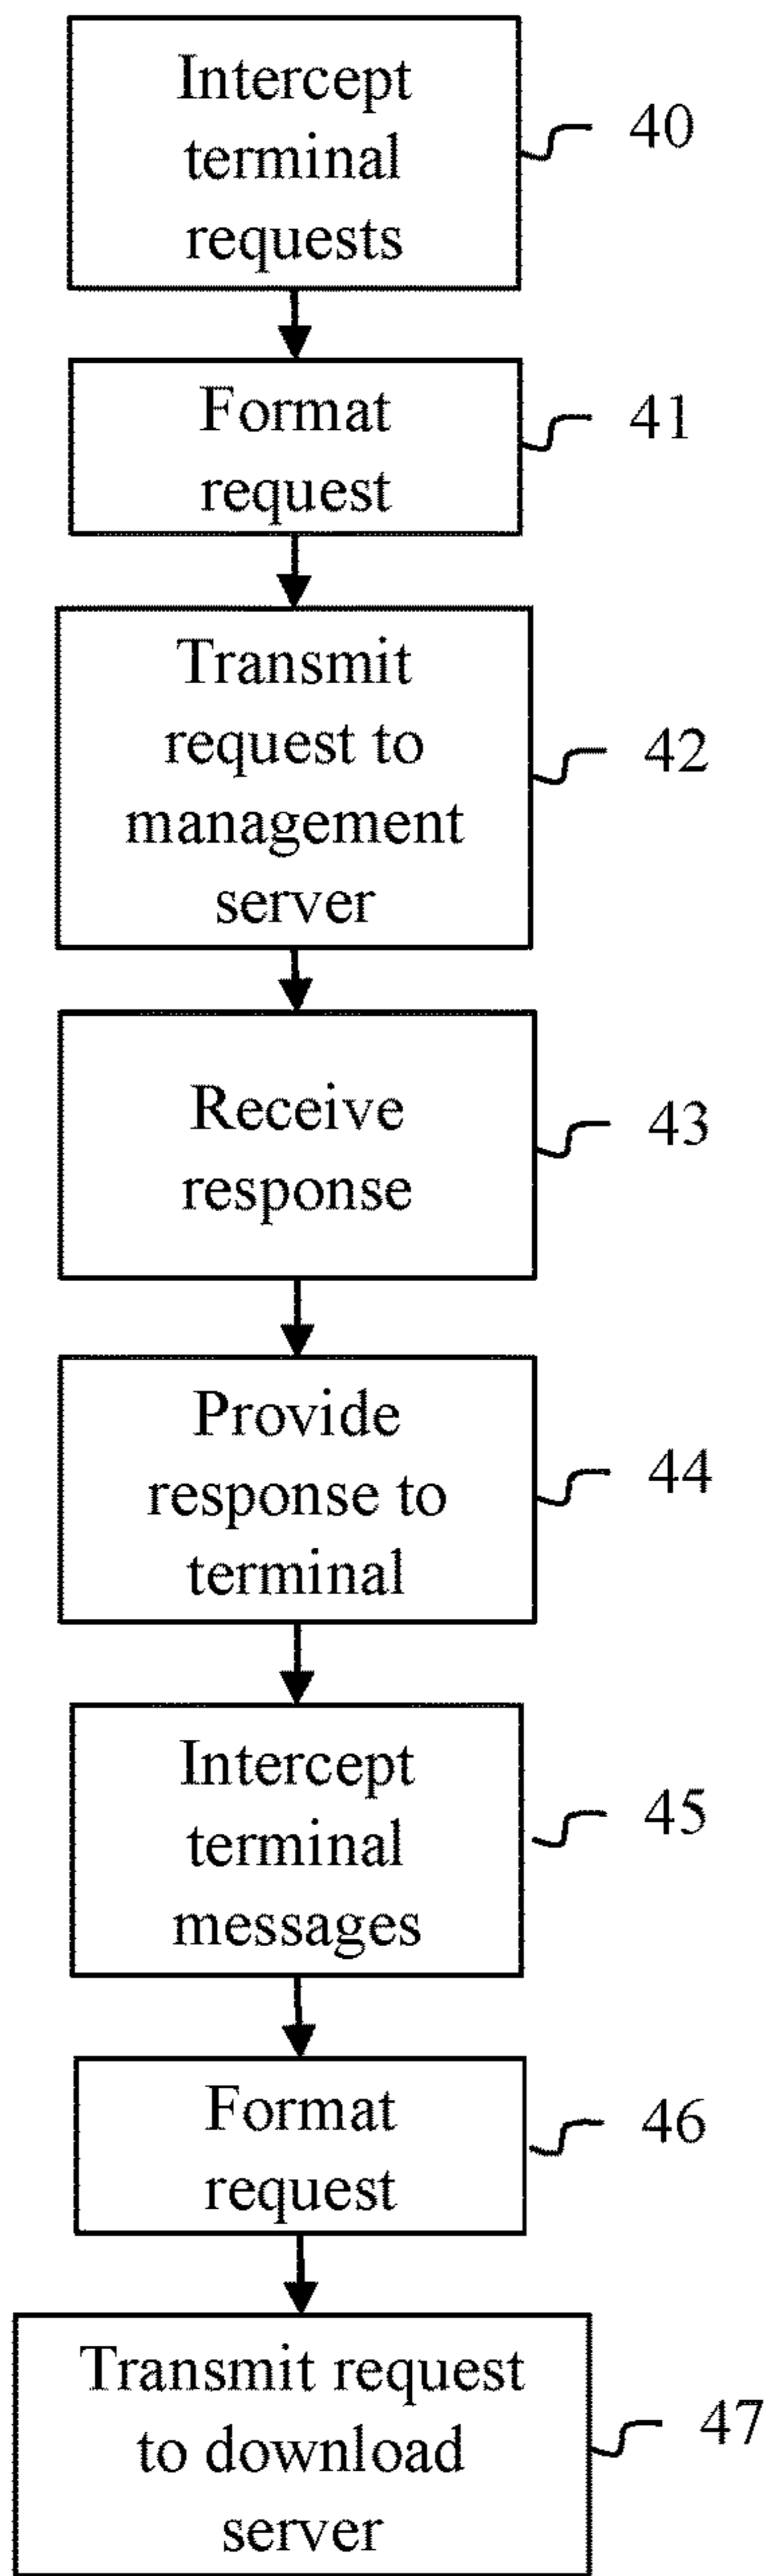 Intercept
terminal
requests
40
Format
request
41
Transmit
request to
management
server
42
Receive
response
43
Provide
response to
terminal
44
Intercept
terminal
messages
45
Format
request
46
Transmit request
to download
server
47